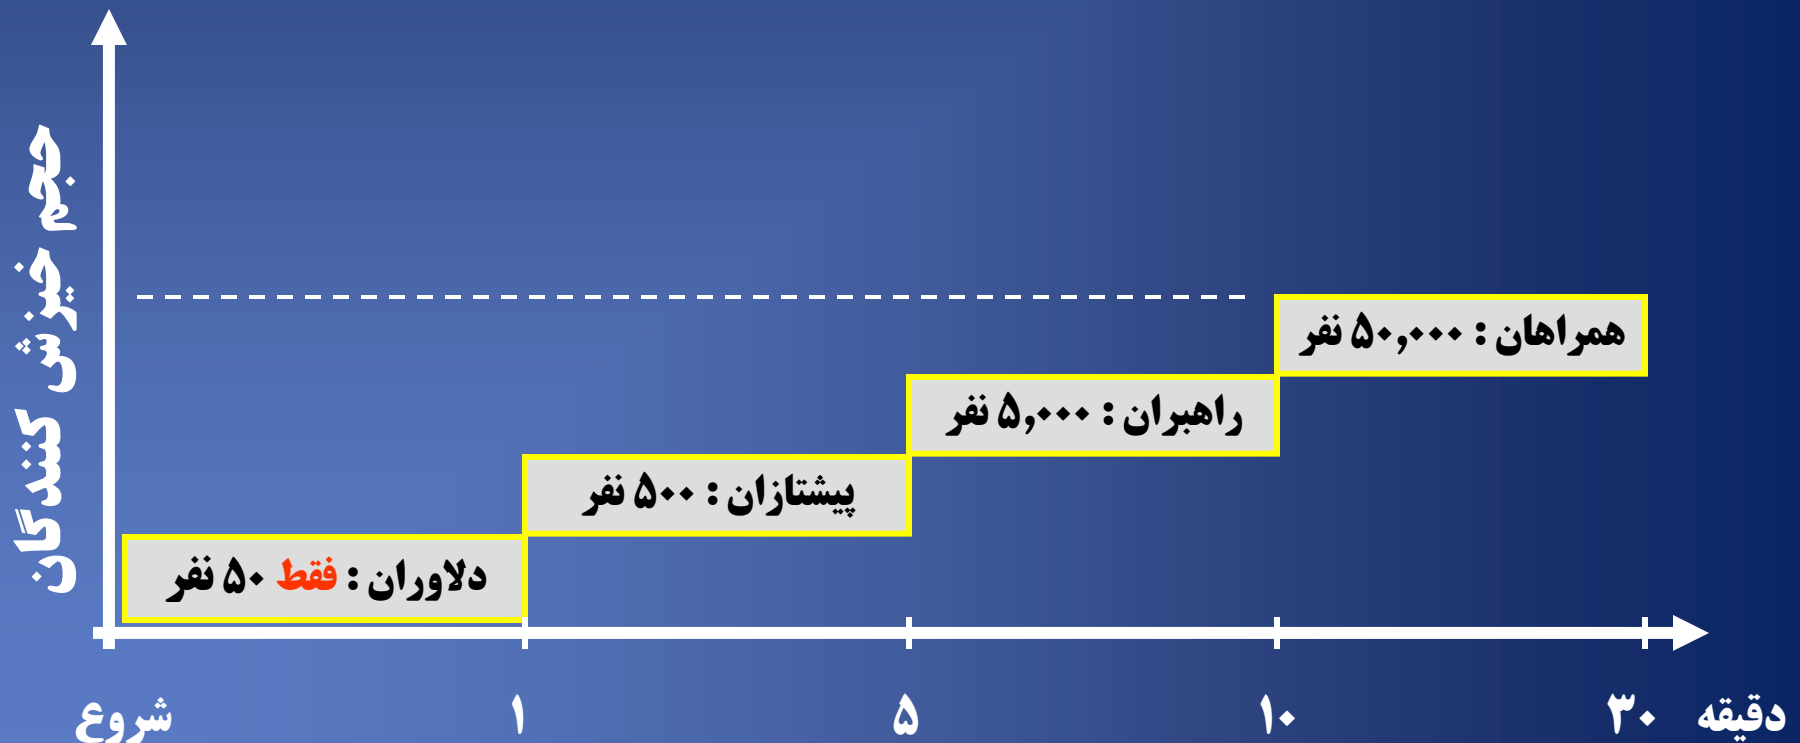 حجم خیزش کنندگان
همراهان : ۵۰,۰۰۰ نفر
راهبران : ۵,۰۰۰ نفر
پیشتازان : ۵۰۰ نفر
دلاوران : فقط ۵۰ نفر
شروع ۱ ۵ ۱۰ ۳۰ دقیقه